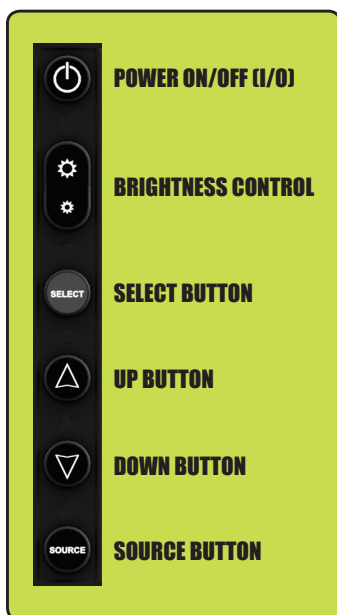 POWER ON/OFF (I/O)
BRIGHTNESS CONTROL
SELECT SELECT BUTTON
UP BUTTON
DOWN BUTTON
SOURCE SOURCE BUTTON